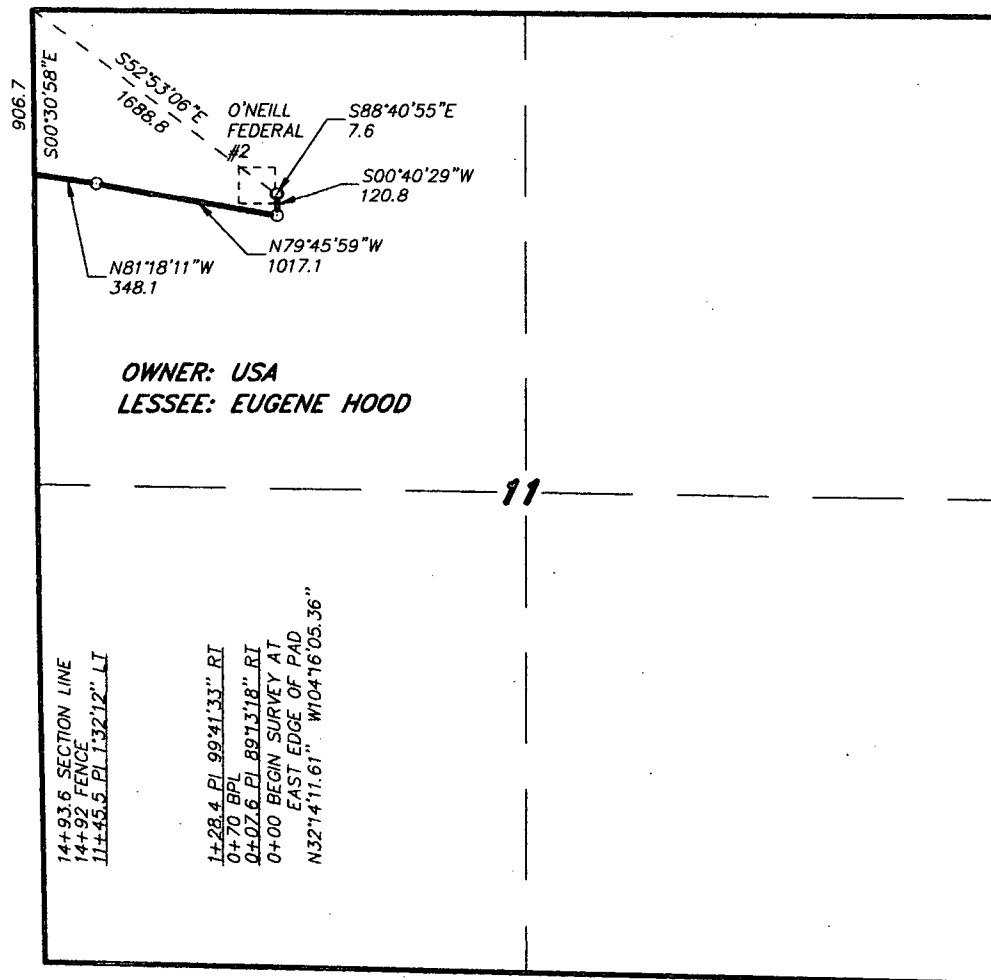 906.7
S00°30'58"E
S52°53'06"E
1688.8
O'NEILL
FEDERAL
#2
S88°40'55"E
7.6
S00°40'29"W
120.8
N79°45'59"W
1017.1
N81°18'11"W
348.1
OWNER: USA
LESSEE: EUGENE HOOD
11
14+93.6 SECTION LINE
14+92 FENCE
11+45.5 PI 1°32'12" LT
1+28.4 PI 99°41'33" RT
0+70 BPL
0+07.6 PI 89°13'18" RT
0+00 BEGIN SURVEY AT
EAST EDGE OF PAD
N32°14'11.61" W104°16'05.36"